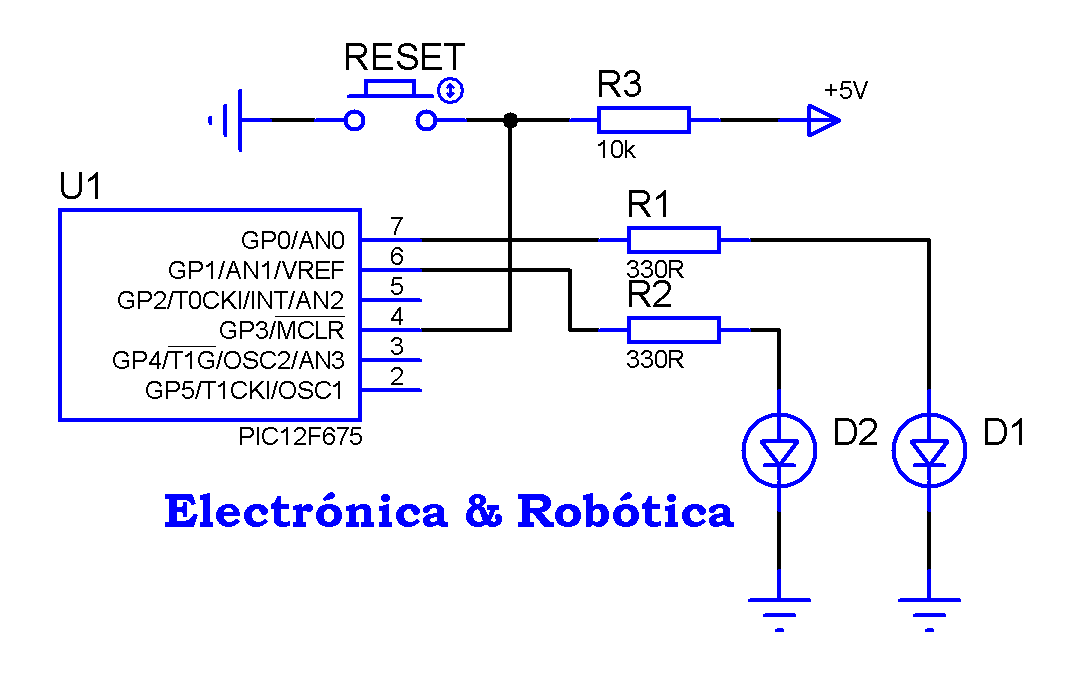 RESET
R3
+5V
10k
U1
R1
7
GP0/AN0
6
GP1/AN1/VREF
330R
R2
5
GP2/T0CKI/INT/AN2
4
GP3/MCLR
3
GP4/T1G/OSC2/AN3
330R
2
GP5/T1CKI/OSC1
PIC12F675
D2
D1
Electrónica & Robótica